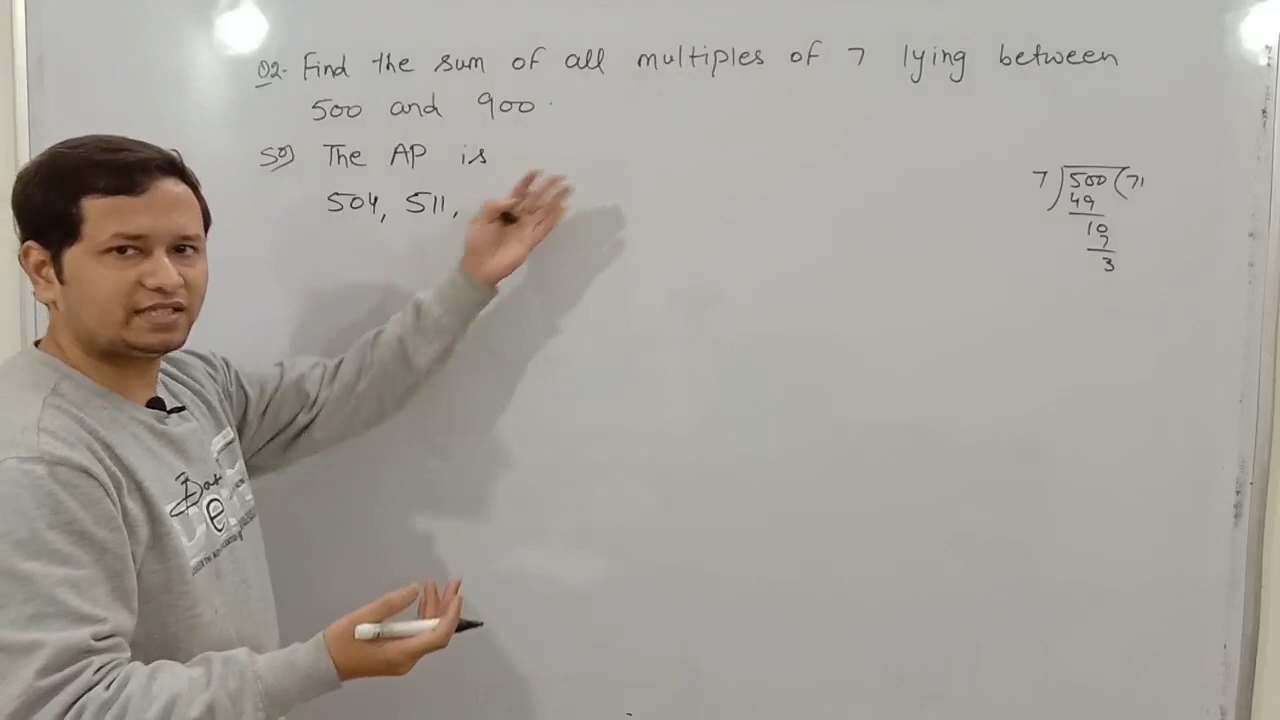 Q2- Find the sum of all multiples of 7 lying between
500 and 900.
Sol The AP is
504, 511,
7)500(71
49
10
7
3